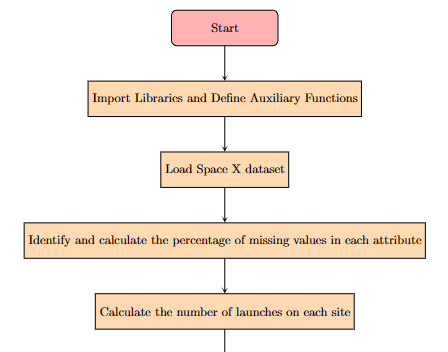 Start
Import Libraries and Define Auxiliary Functions
Load Space X dataset
Identify and calculate the percentage of missing values in each attribute
Calculate the number of launches on each site